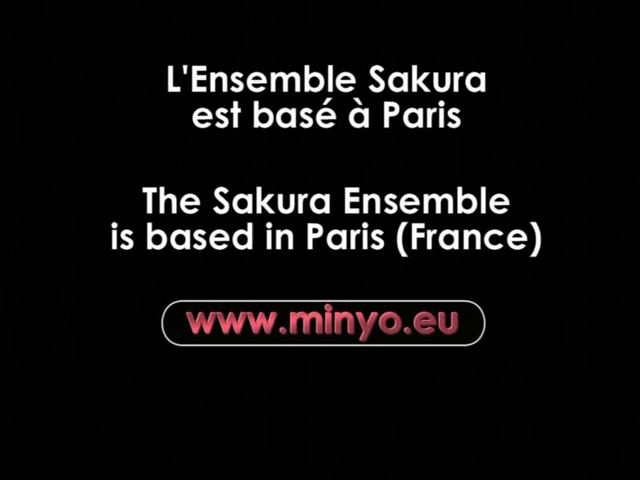 L'Ensemble Sakura
est basé à Paris
The Sakura Ensemble
is based in Paris (France)
www.minyo.eu